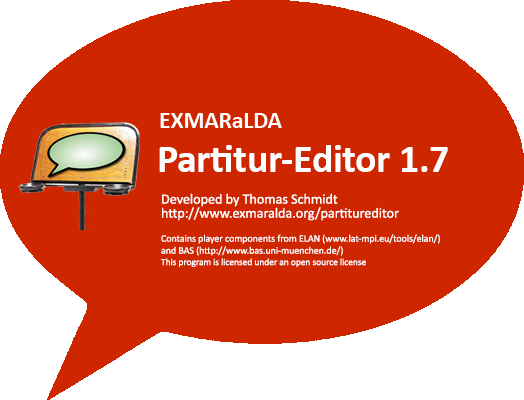 EXMARaLDA
Partitur-Editor 1.7
Developed by Thomas Schmidt
http://www.exmaralda.org/partitureditor
Contains player components from ELAN (www.lat-mpi.eu/tools/elan/)
and BAS (http://www.bas.uni-muenchen.de/)
This program is licensed under an open source license